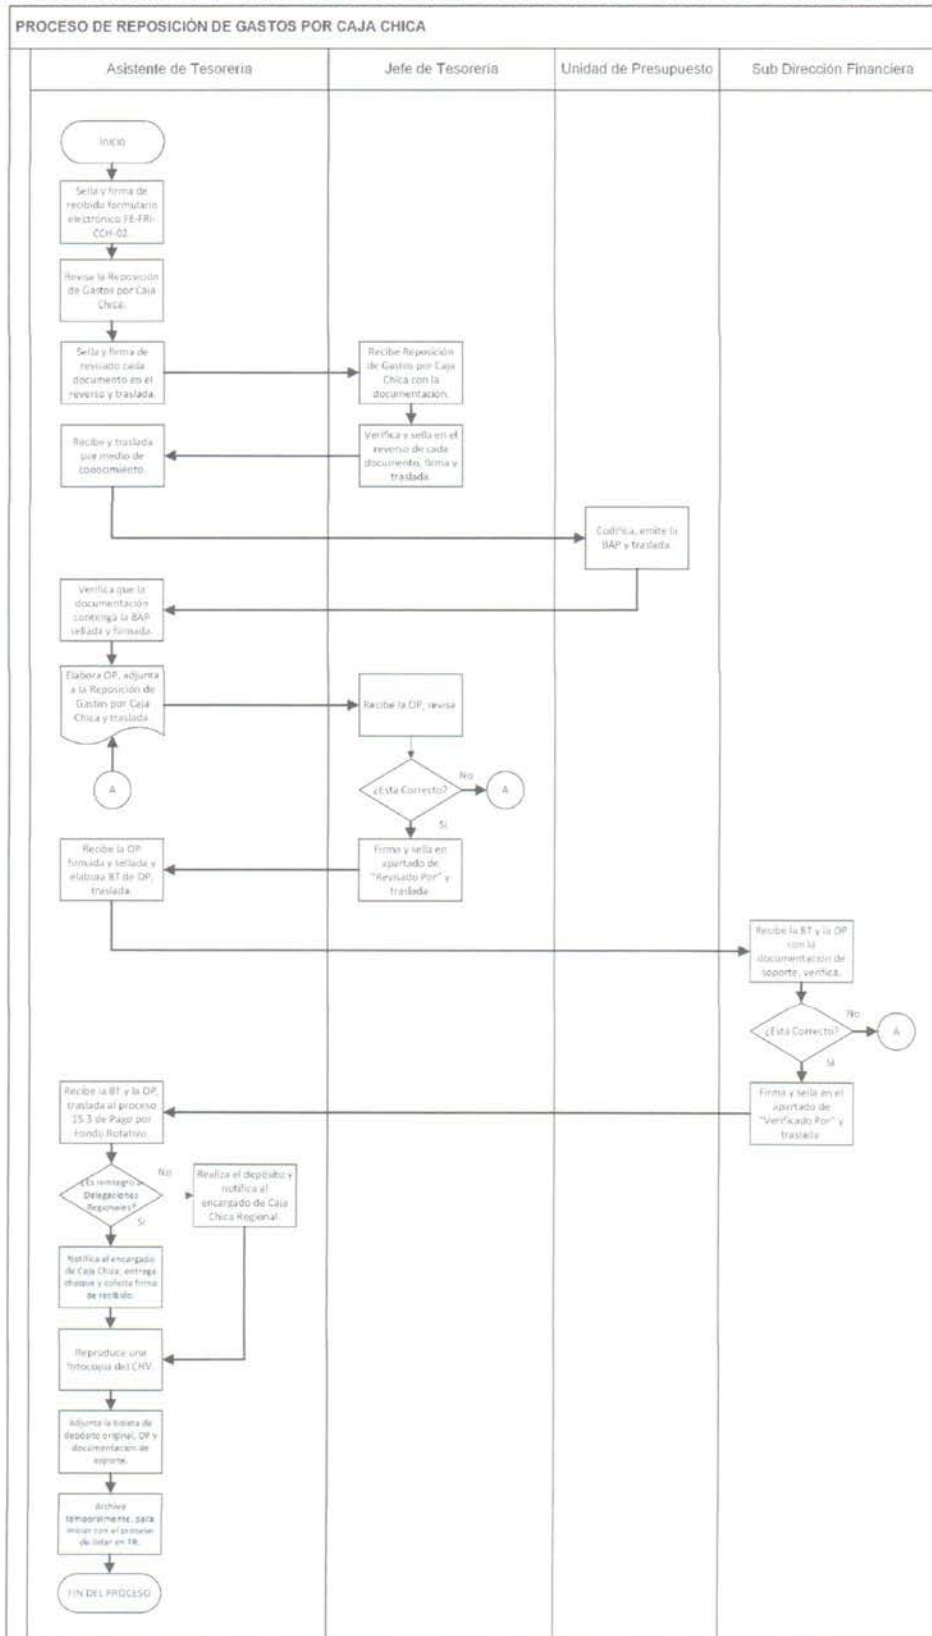 PROCESO DE REPOSICIÓN DE GASTOS POR CAJA CHICA
Asistente de Tesorería
Jefe de Tesorería
Unidad de Presupuesto
Sub Dirección Financiera
Inicio
Sella y firma de
recibida formulario
electrónico FE-FRI-
CCH-02.
Revisa la Reposición
de Gastos por Caja
Chica.
Sella y firma de
revisado cada
documento en el
reverso y traslada.
Recibe Reposición
de Gastos por Caja
Chica con la
documentación.
Verifica y sella en el
reverso de cada
documento, firma y
traslada
Recibe y traslada
por medio de
conocimiento.
Codifica, emite la
BAP y traslada
Verifica que la
documentación
contenga la BAP
sellada y firmada.
Elabora OP, adjunta
a la Reposición de
Gastos por Caja
Chica y traslada
Recibe la OP, revisa
A
¿Está Correcto?
No
A
Si
Firma y sella en
apartado de
"Revisado Por" y
traslada
Recibe la OP
firmada y sellada y
elabora BT de OP,
traslada.
Recibe la BT y la OP
con la
documentación de
soporte, verifica.
¿Está Correcto?
No
A
Si
Firma y sella en el
apartado de
"Verificado Por" y
traslada
Recibe la BT y la OP,
traslada al proceso
15.3 de Pago por
Fondo Rotativo
¿Es reintegro a
Delegaciones
Regionales?
No
Si
Realiza el depósito y
notifica al
encargado de Caja
Chica Regional.
Notifica al encargado
de Caja Chica, entrega
cheque y solicita firma
de recibido.
Reproduce una
fotocopia del CHV.
Adjunta la boleta de
depósito original, OP y
documentación de
soporte.
Archiva
temporalmente, para
iniciar con el proceso
de liotar en FR.
FIN DEL PROCESO